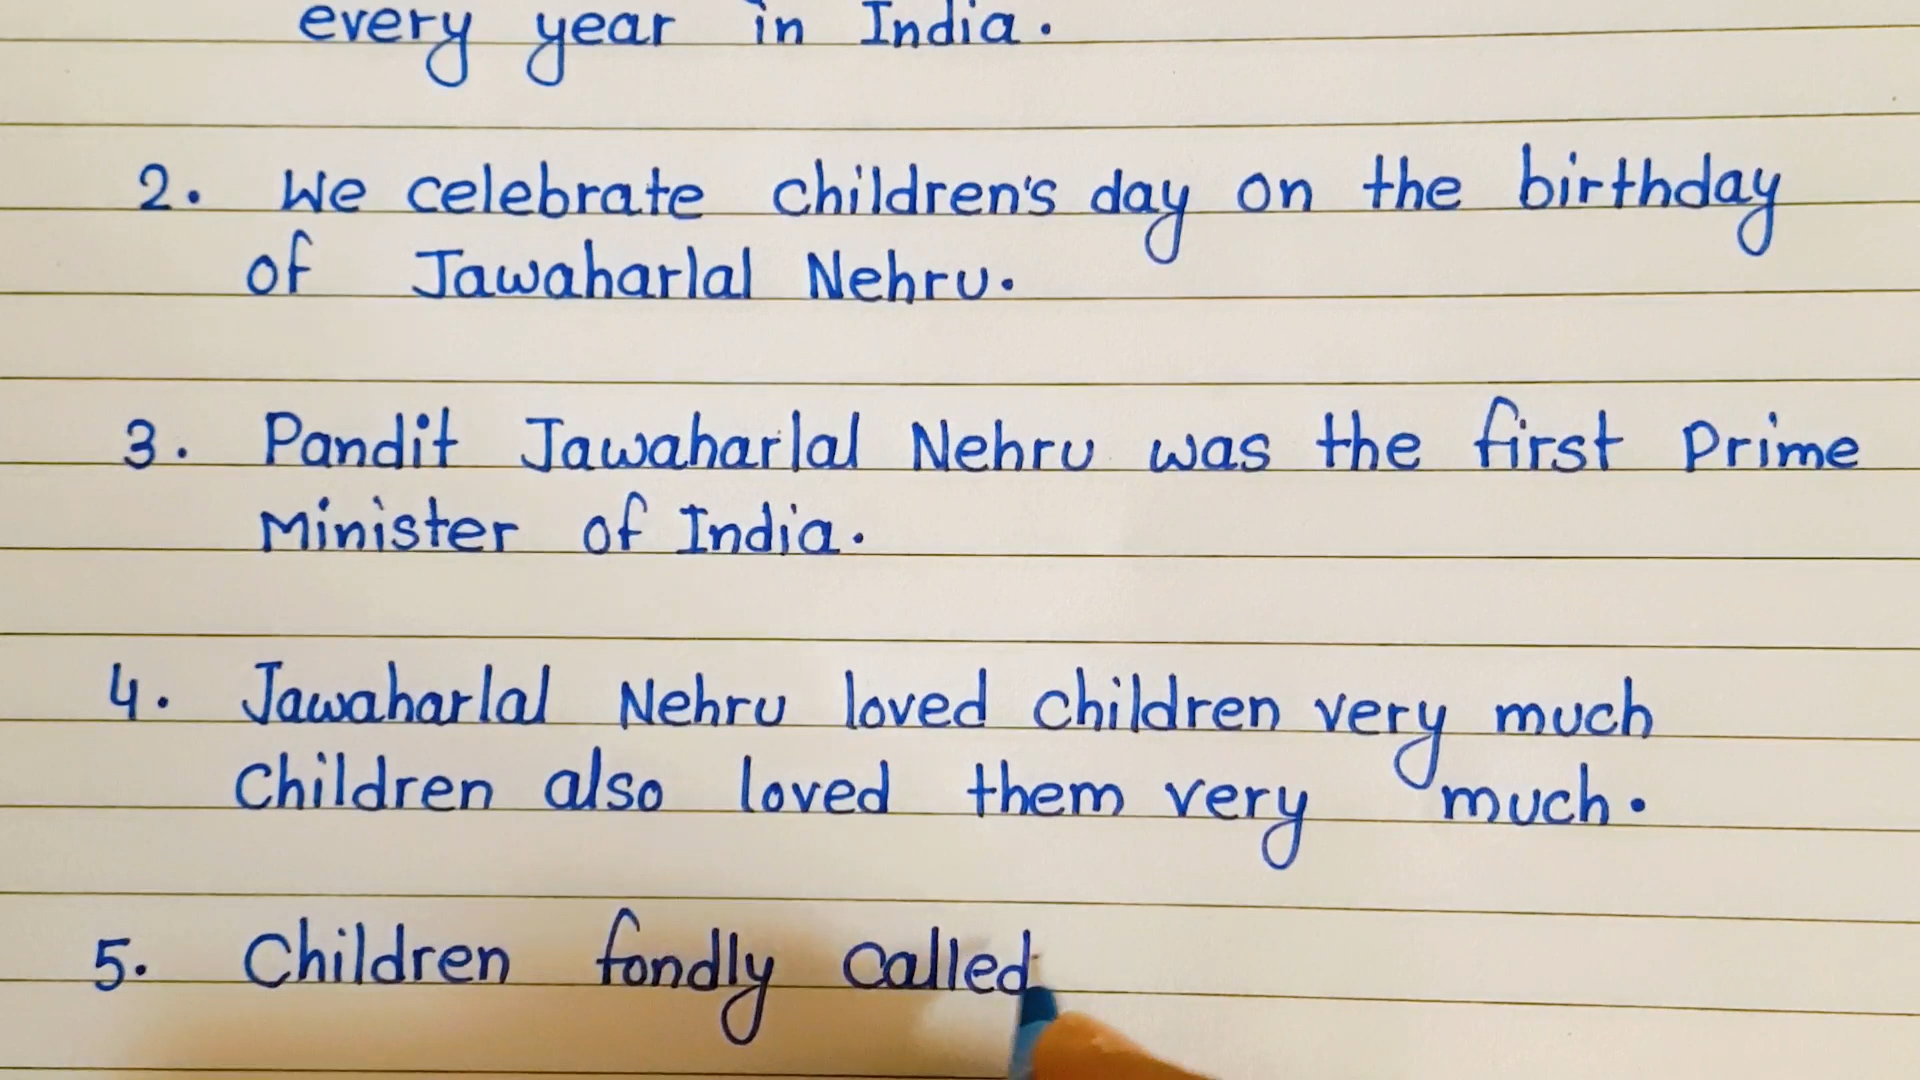 every year in India.
2. We celebrate children's day on the birthday
of Jawaharlal Nehru.
3. Pandit Jawaharlal Nehru was the first Prime
Minister of India.
4. Jawaharlal Nehru loved children very much
Children also loved them very much.
5. Children fondly called